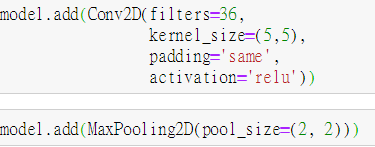 model.add(Conv2D(filters=36,
kernel_size=(5,5),
padding='same',
activation='relu'))
model.add(MaxPooling2D(pool_size=(2, 2)))